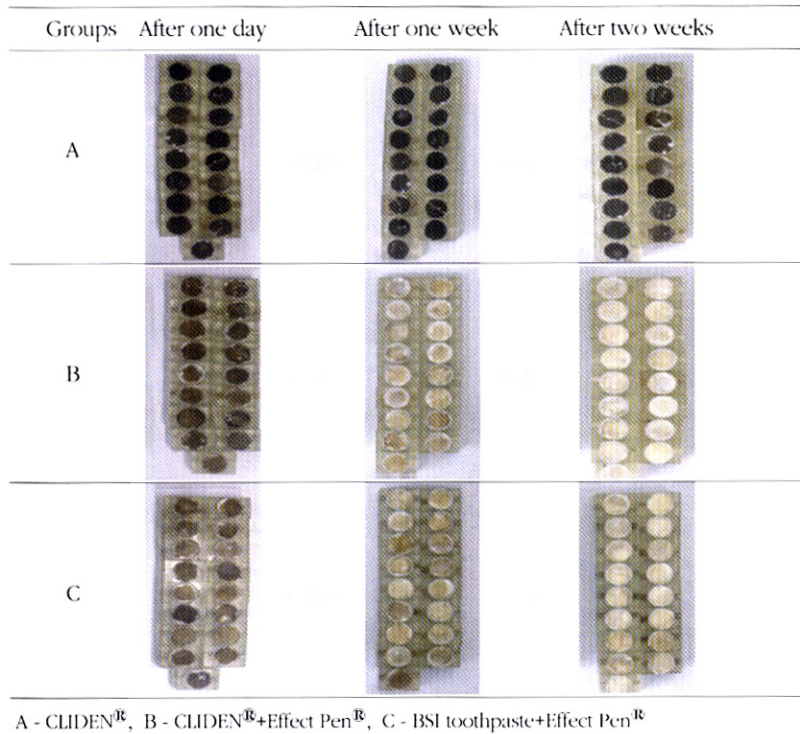 Groups After one day After one week After two weeks
A
B
C
A - CLIDEN®, B - CLIDEN®+Effect Pen®, C - BSI toothpaste+Effect Pen®